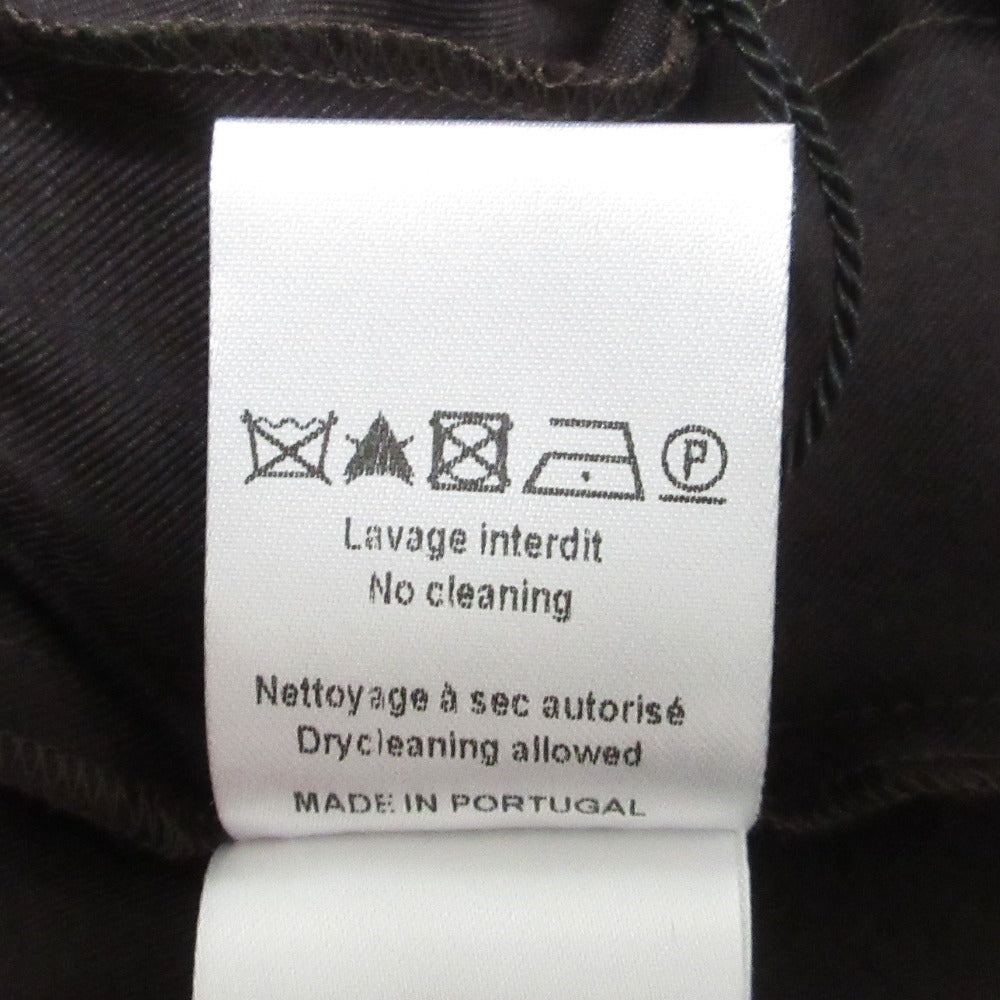 P
Lavage interdit
No cleaning
Nettoyage à sec autorisé
Drycleaning allowed
MADE IN PORTUGAL